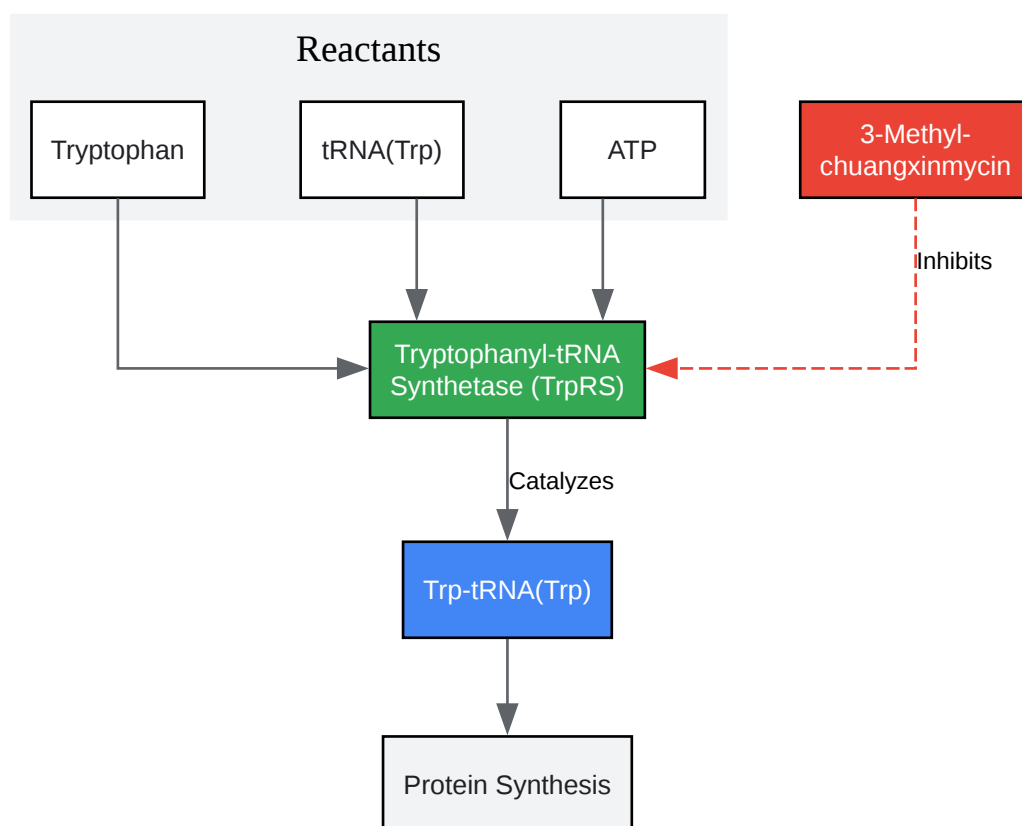 Reactants
Tryptophan
tRNA(Trp)
ATP
3-Methyl-
chuangxinmycin
Inhibits
Tryptophanyl-tRNA
Synthetase (TrpRS)
Catalyzes
Trp-tRNA(Trp)
Protein Synthesis